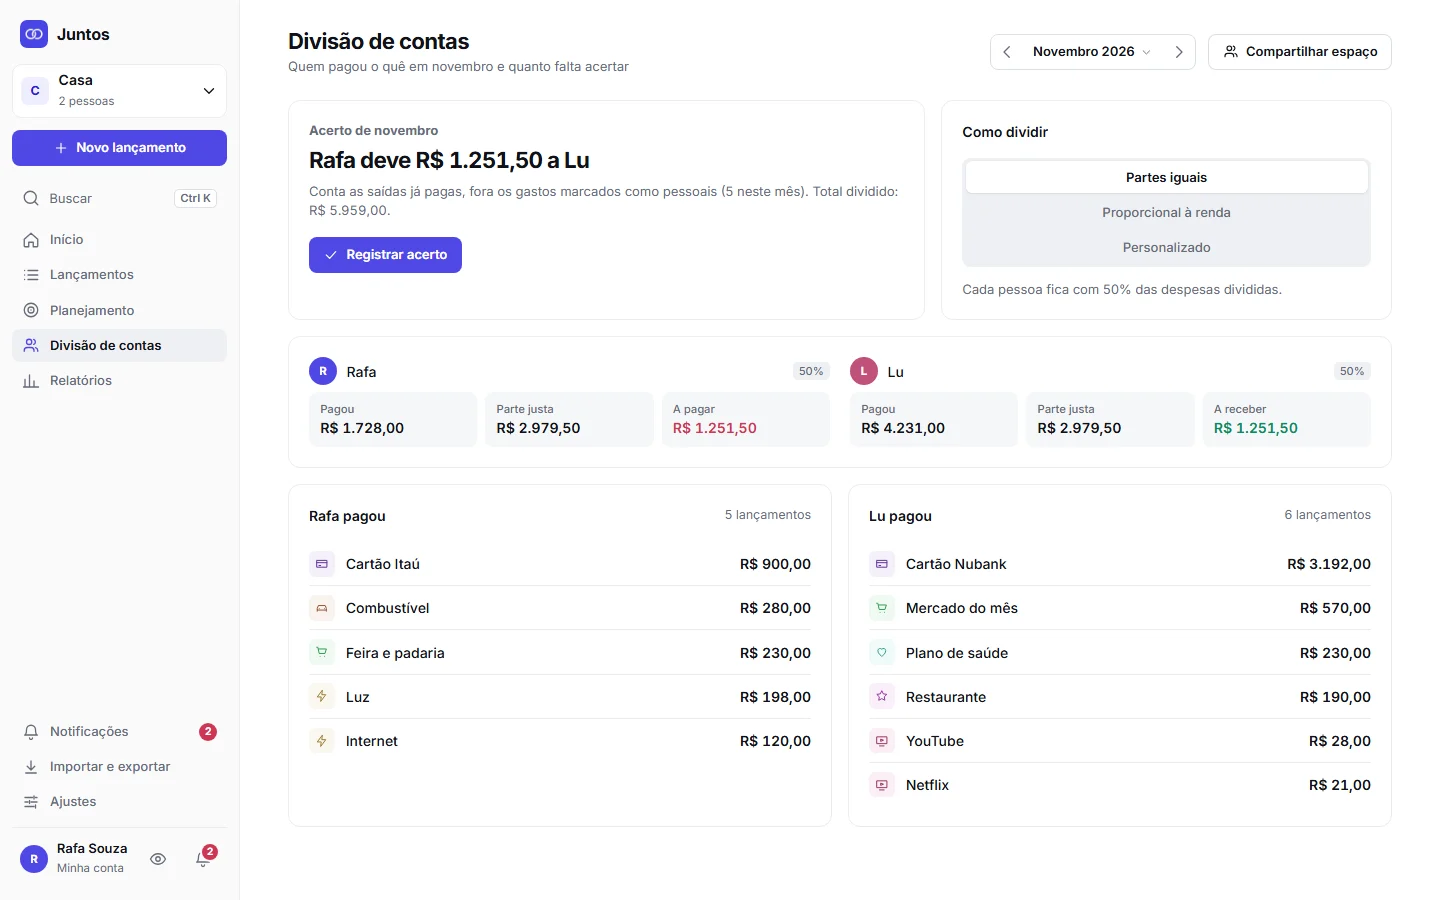 Juntos
C
Casa
2 pessoas
Novo lançamento
Buscar
Ctrl K
Início
Lançamentos
Planejamento
Divisão de contas
Relatórios
Notificações
2
Importar e exportar
Ajustes
R
Rafa Souza
Minha conta
2
Divisão de contas
Quem pagou o quê em novembro e quanto falta acertar
Novembro 2026
Compartilhar espaço
Acerto de novembro
Rafa deve R$ 1.251,50 a Lu
Conta as saídas já pagas, fora os gastos marcados como pessoais (5 neste mês). Total dividido:
R$ 5.959,00.
Registrar acerto
Como dividir
Partes iguais
Proporcional à renda
Personalizado
Cada pessoa fica com 50% das despesas divididas.
R
Rafa
50%
Pagou
R$ 1.728,00
Parte justa
R$ 2.979,50
A pagar
R$ 1.251,50
L
Lu
50%
Pagou
R$ 4.231,00
Parte justa
R$ 2.979,50
A receber
R$ 1.251,50
Rafa pagou
5 lançamentos
Cartão Itaú
R$ 900,00
Combustível
R$ 280,00
Feira e padaria
R$ 230,00
Luz
R$ 198,00
Internet
R$ 120,00
Lu pagou
6 lançamentos
Cartão Nubank
R$ 3.192,00
Mercado do mês
R$ 570,00
Plano de saúde
R$ 230,00
Restaurante
R$ 190,00
YouTube
R$ 28,00
Netflix
R$ 21,00